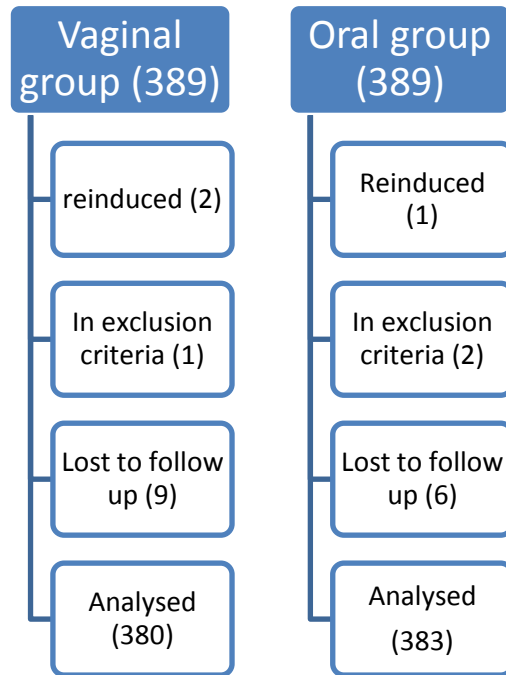 Vaginal
group (389)
reinduced (2)
In exclusion
criteria (1)
Lost to follow
up (9)
Analysed
(380)
Oral group
(389)
Reinduced
(1)
In exclusion
criteria (2)
Lost to follow
up (6)
Analysed
(383)